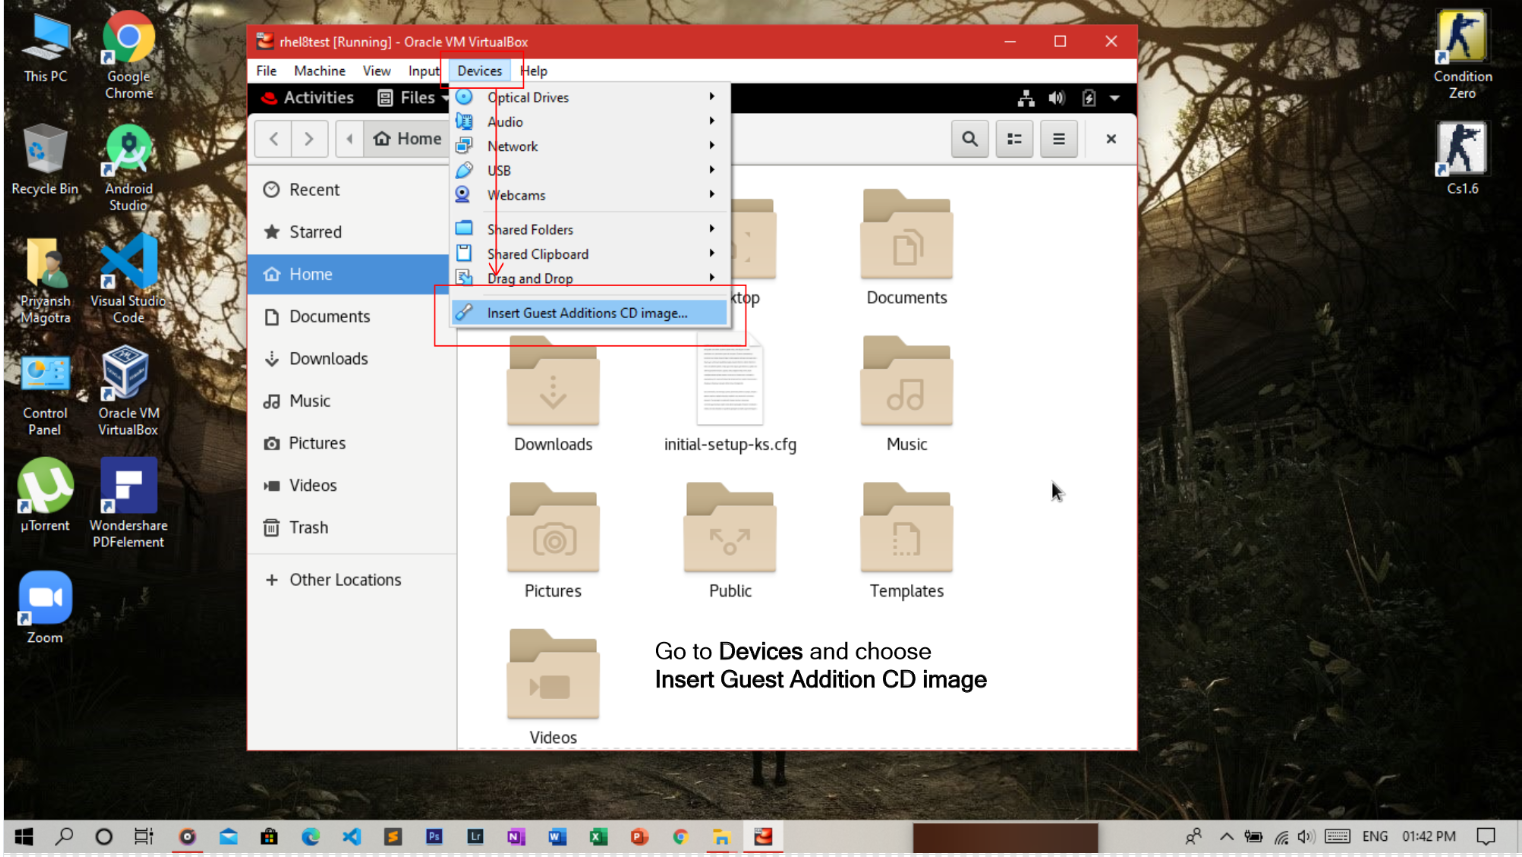 This PC
Google
Chrome
Recycle Bin
Android
Studio
Priyansh
Magotra
Visual Studio
Code
Control
Panel
Oracle VM
VirtualBox
µTorrent
Wondershare
PDFelement
Zoom
Condition
Zero
Cs1.6
rhel8test [Running] - Oracle VM VirtualBox
File Machine View Input Devices Help
Activities Files
Home
Optical Drives
Audio
Network
USB
Webcams
Shared Folders
Shared Clipboard
Drag and Drop
Insert Guest Additions CD image...
Recent
Starred
Home
Documents
Downloads
Music
Pictures
Videos
Trash
Other Locations
ktop
Documents
Downloads
initial-setup-ks.cfg
Music
Pictures
Public
Templates
Videos
Go to Devices and choose
Insert Guest Addition CD image
ENG 01:42 PM